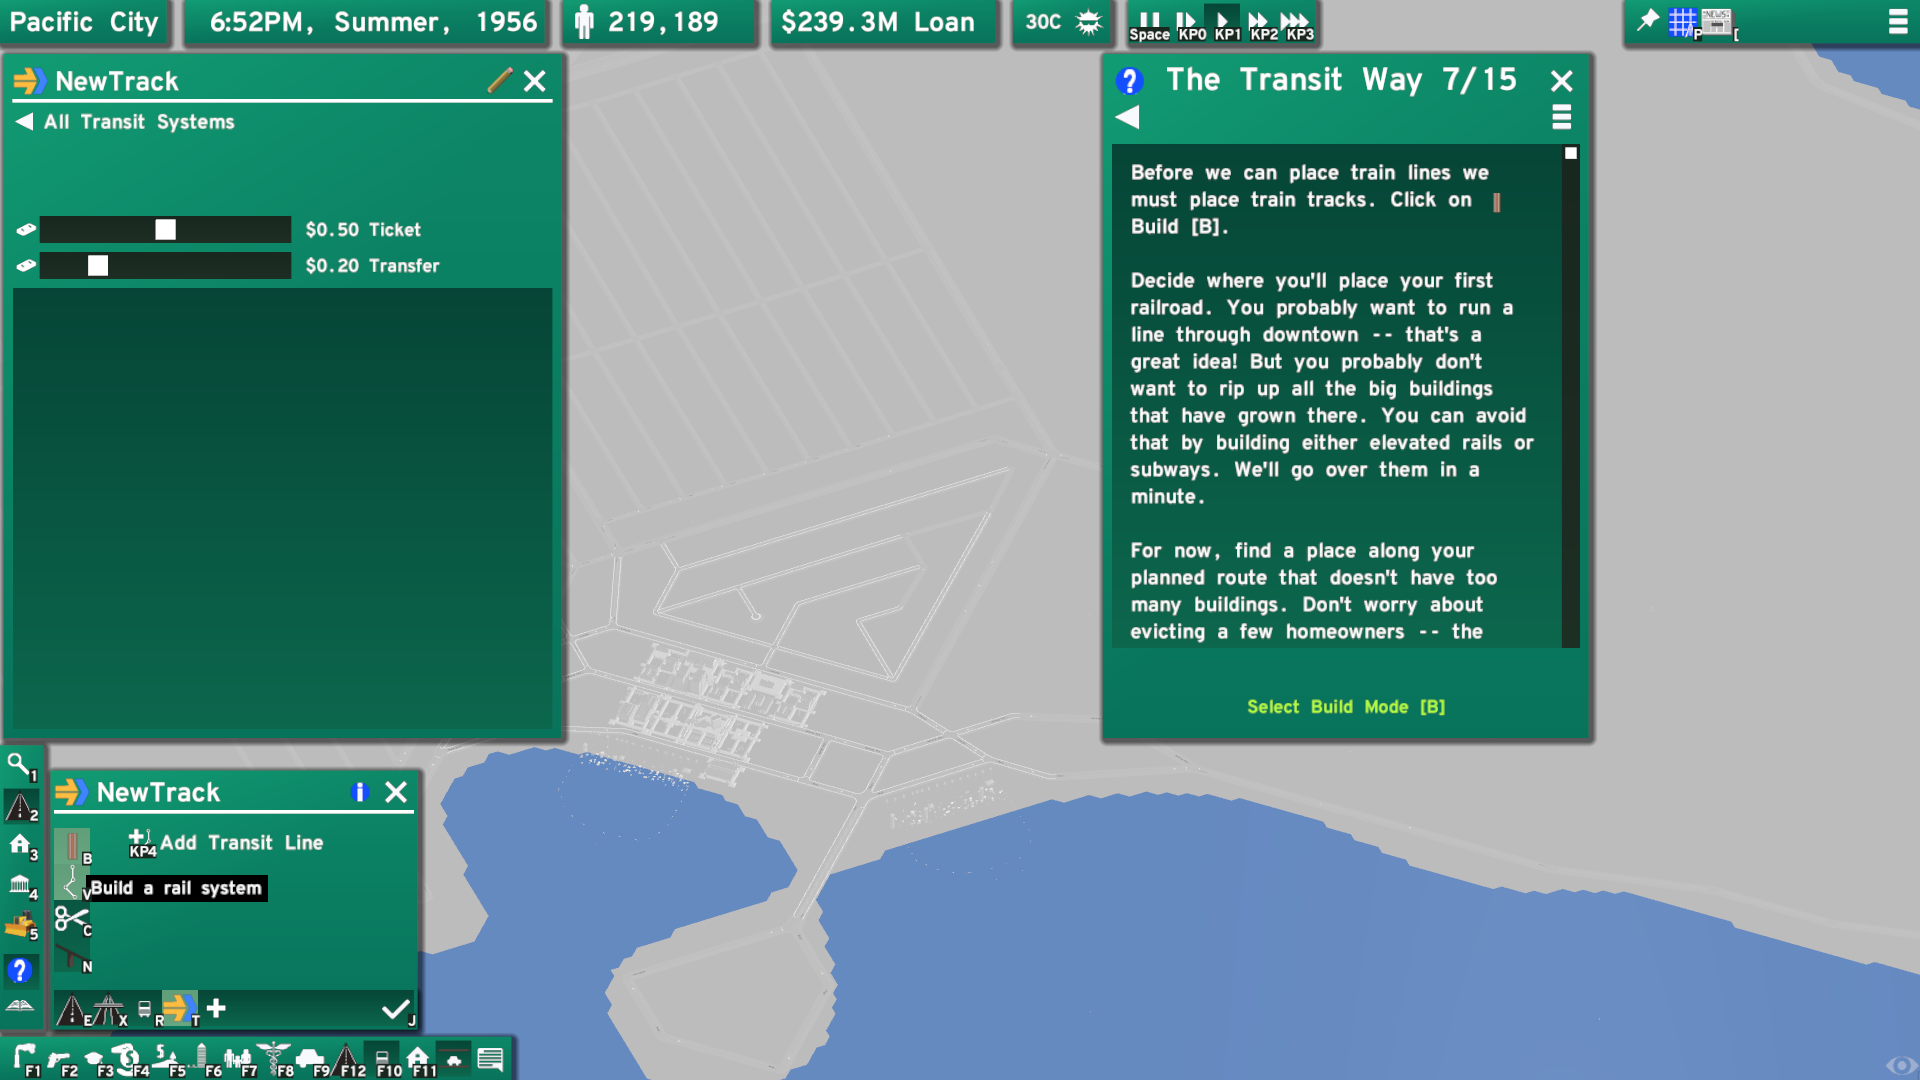 Pacific City
6:52PM, Summer, 1956
219,189
$239.3M Loan
30C
Space KP0 KP1 KP2 KP3
P
NEWS
[
NewTrack
All Transit Systems
$0.50 Ticket
$0.20 Transfer
The Transit Way 7/15
Before we can place train lines we
must place train tracks. Click on
Build [B].
Decide where you'll place your first
railroad. You probably want to run a
line through downtown -- that's a
great idea! But you probably don't
want to rip up all the big buildings
that have grown there. You can avoid
that by building either elevated rails or
subways. We'll go over them in a
minute.
For now, find a place along your
planned route that doesn't have too
many buildings. Don't worry about
evicting a few homeowners -- the
Select Build Mode [B]
1
2
3
4
5
NewTrack
B
KP4 Add Transit Line
V
Build a rail system
C
N
E X R T
J
F1 F2 F3 F4 F5 F6 F7 F8 F9 F12 F10 F11